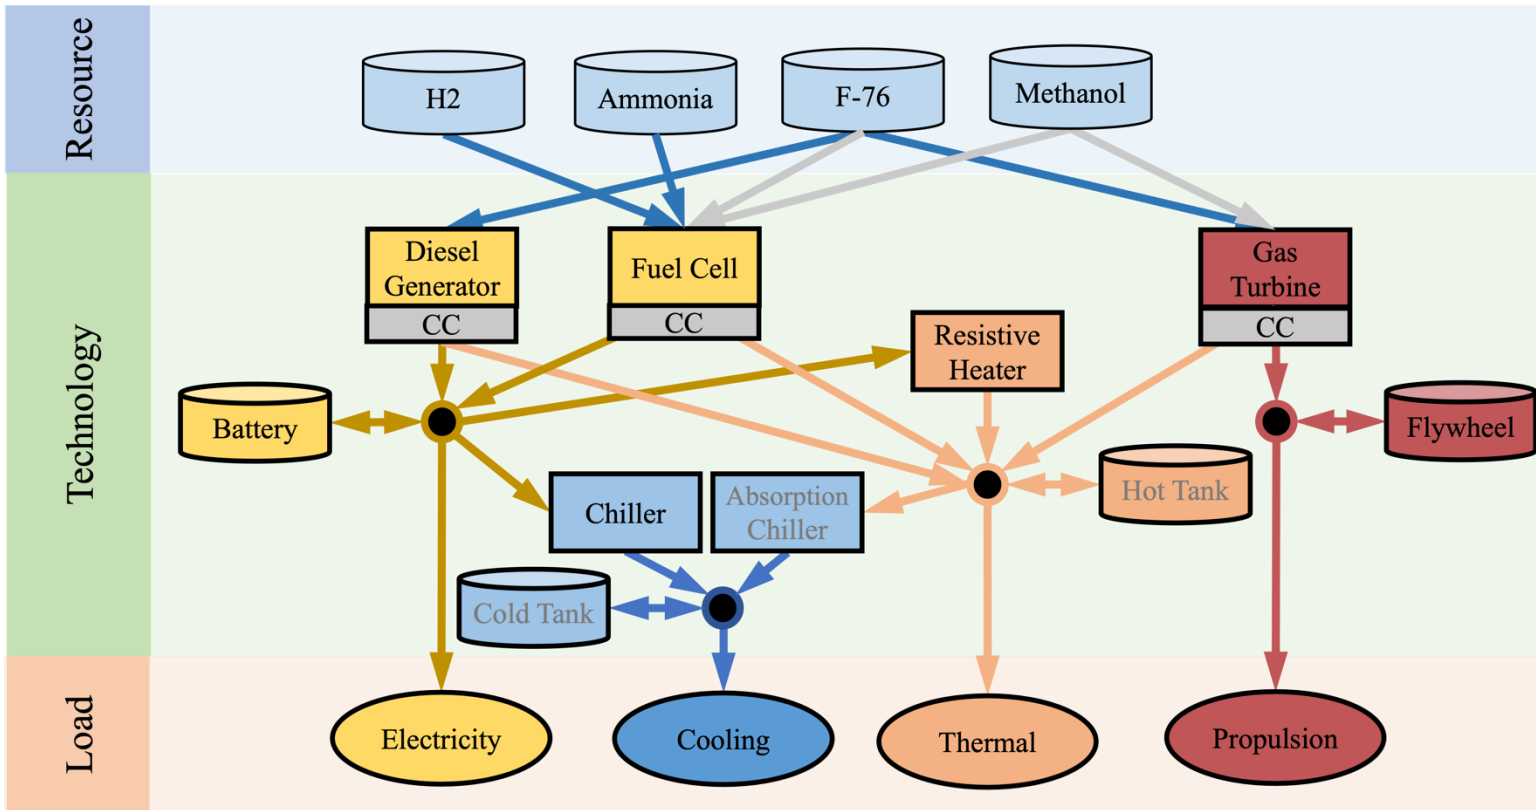 Resource
H2
Ammonia
F-76
Methanol
Technology
Diesel
Generator
CC
Fuel Cell
CC
Gas
Turbine
CC
Resistive
Heater
Battery
Flywheel
Chiller
Absorption
Chiller
Hot Tank
Cold Tank
Load
Electricity
Cooling
Thermal
Propulsion